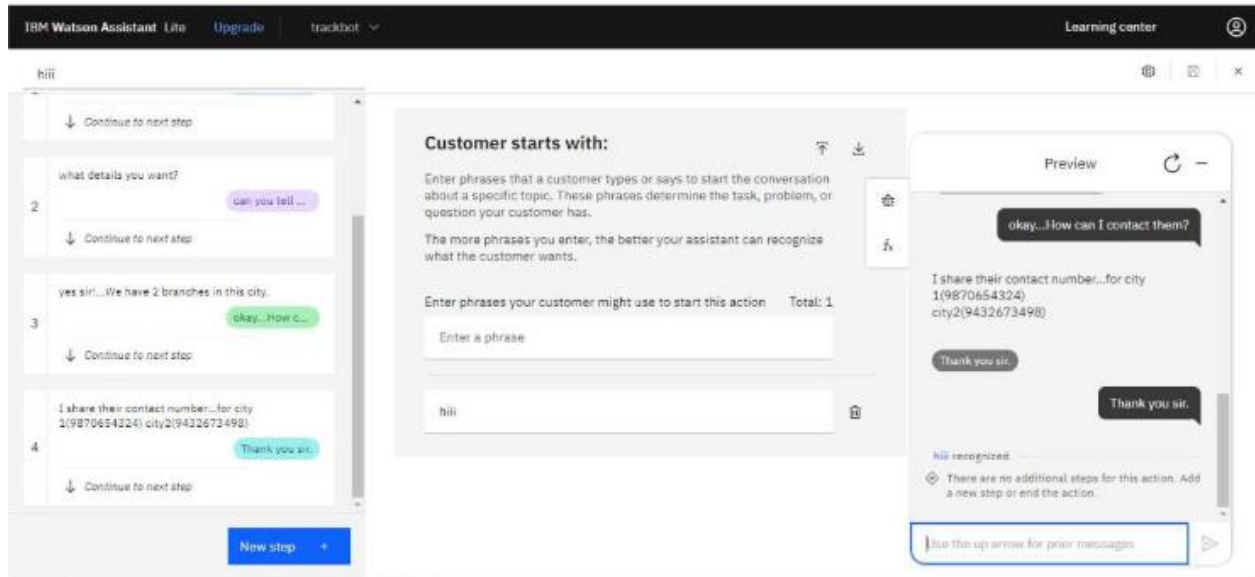 IBM Watson Assistant Lite Upgrade trackbot Learning center
hiii
Continue to next step
2
what details you want?
can you tell ...
Continue to next step
3
yes sir!...We have 2 branches in this city.
okay...How c...
Continue to next step
4
I share their contact number...for city
1(9870654324) city2(9432673498)
Thank you sir.
Continue to next step
New step +
Customer starts with:
Enter phrases that a customer types or says to start the conversation
about a specific topic. These phrases determine the task, problem, or
question your customer has.
The more phrases you enter, the better your assistant can recognize
what the customer wants.
Enter phrases your customer might use to start this action Total: 1
Enter a phrase
hiii
fx
Preview
okay...How can I contact them?
I share their contact number...for city
1(9870654324)
city2(9432673498)
Thank you sir.
Thank you sir.
hiii recognized
There are no additional steps for this action. Add
a new step or end the action.
Use the up arrow for prior messages